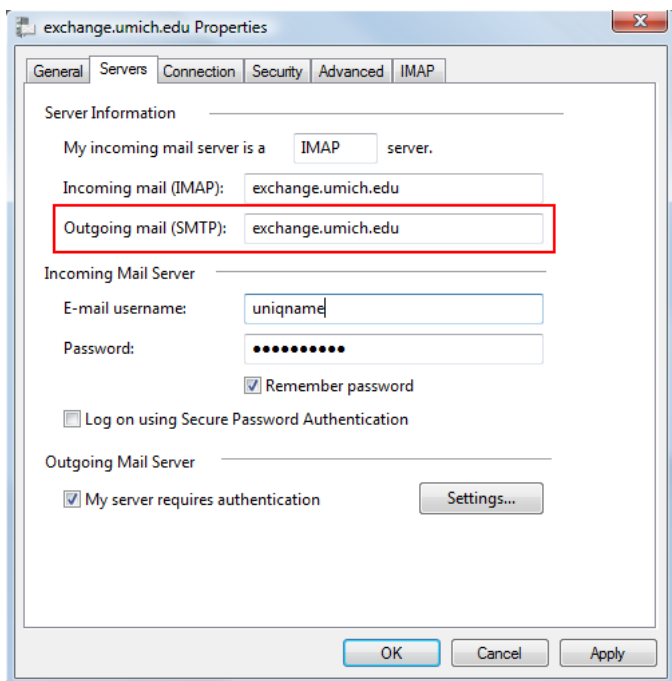 exchange.umich.edu Properties
General Servers Connection Security Advanced IMAP
Server Information
My incoming mail server is a IMAP server.
Incoming mail (IMAP): exchange.umich.edu
Outgoing mail (SMTP): exchange.umich.edu
Incoming Mail Server
E-mail username: uniqname
Password: ●●●●●●●●●●
Remember password
Log on using Secure Password Authentication
Outgoing Mail Server
My server requires authentication Settings...
OK Cancel Apply